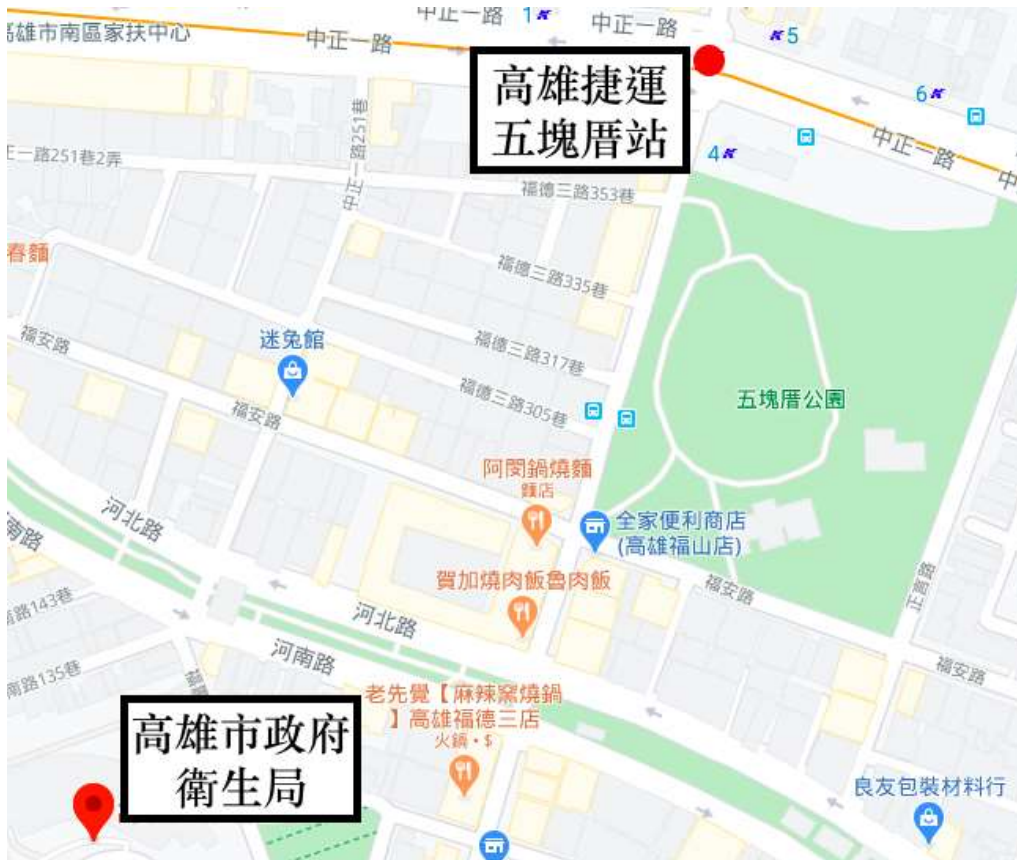 中正一路
1
中正一路
5
高雄市南區家扶中心
中正一路
高雄捷運
五塊厝站
6
中正一路
4
正一路251巷2弄
中正一路251巷
福德三路353巷
春麵
福德三路335巷
福安路
迷兔館
福德三路317巷
福德三路305巷
五塊厝公園
福安路
阿閔鍋燒麵
麵店
全家便利商店
(高雄福山店)
河北路
南路
賀加燒肉飯魯肉飯
福安路
正言路
南路143巷
河北路
河南路
福安路
南路135巷
老先覺【麻辣窯燒鍋
】高雄福德三店
火鍋・$
高雄市政府
衛生局
良友包裝材料行